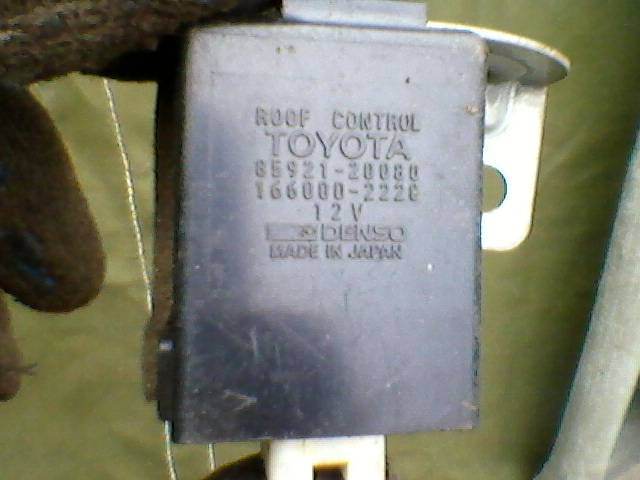 ROOF CONTROL
TOYOTA
85921-20080
166000-2220
12V
DENSO
MADE IN JAPAN